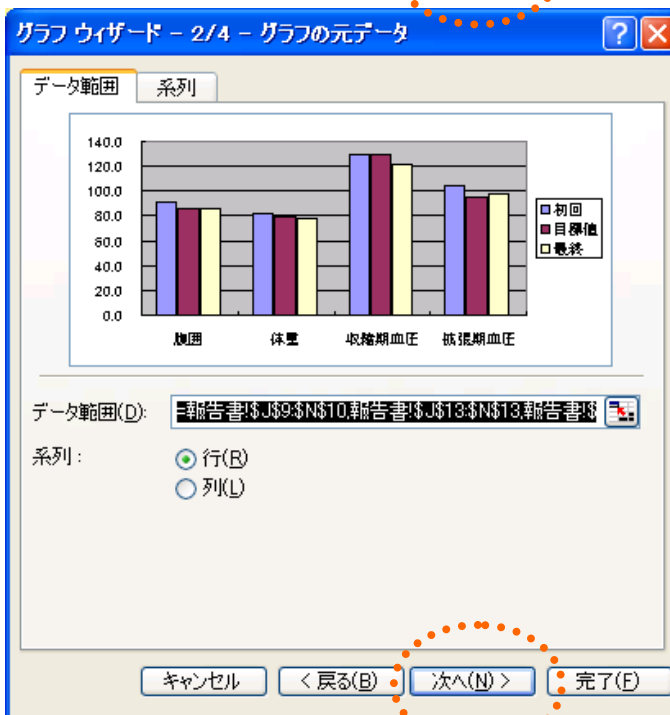 グラフ ウィザード - 2/4 - グラフの元データ
データ範囲 系列
140.0
120.0
100.0
80.0
60.0
40.0
20.0
0.0
腹囲 体重 収縮期血圧 拡張期血圧
初回
目標値
最終
データ範囲(D): =報告書!$J$9:$N$10,報告書!$J$13:$N$13,報告書!$
系列:
行(R)
列(L)
キャンセル < 戻る(B) 次へ(N) > 完了(F)